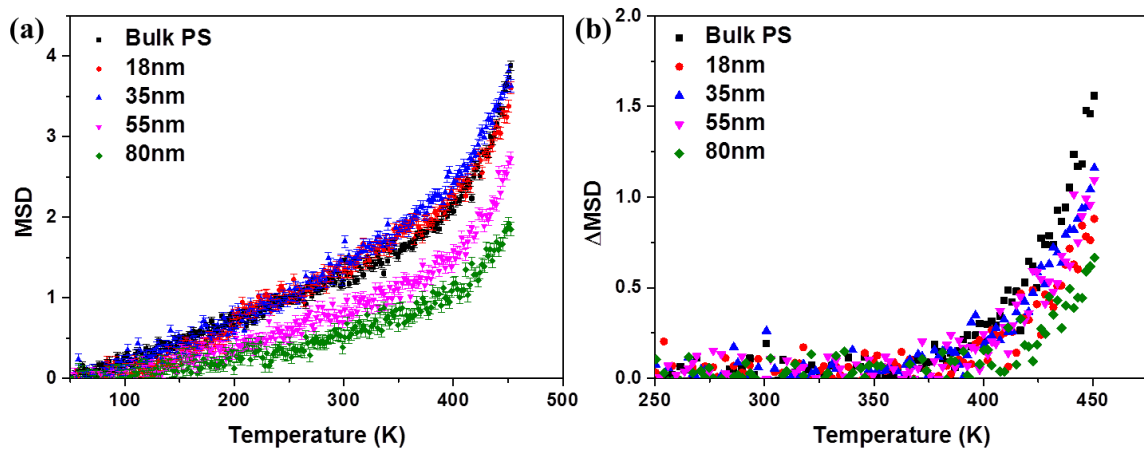 (a)
Bulk PS
18nm
35nm
55nm
80nm
MSD
4
3
2
1
0
100 200 300 400 500
Temperature (K)
(b)
Bulk PS
18nm
35nm
55nm
80nm
ΔMSD
2.0
1.5
1.0
0.5
0.0
250 300 350 400 450
Temperature (K)